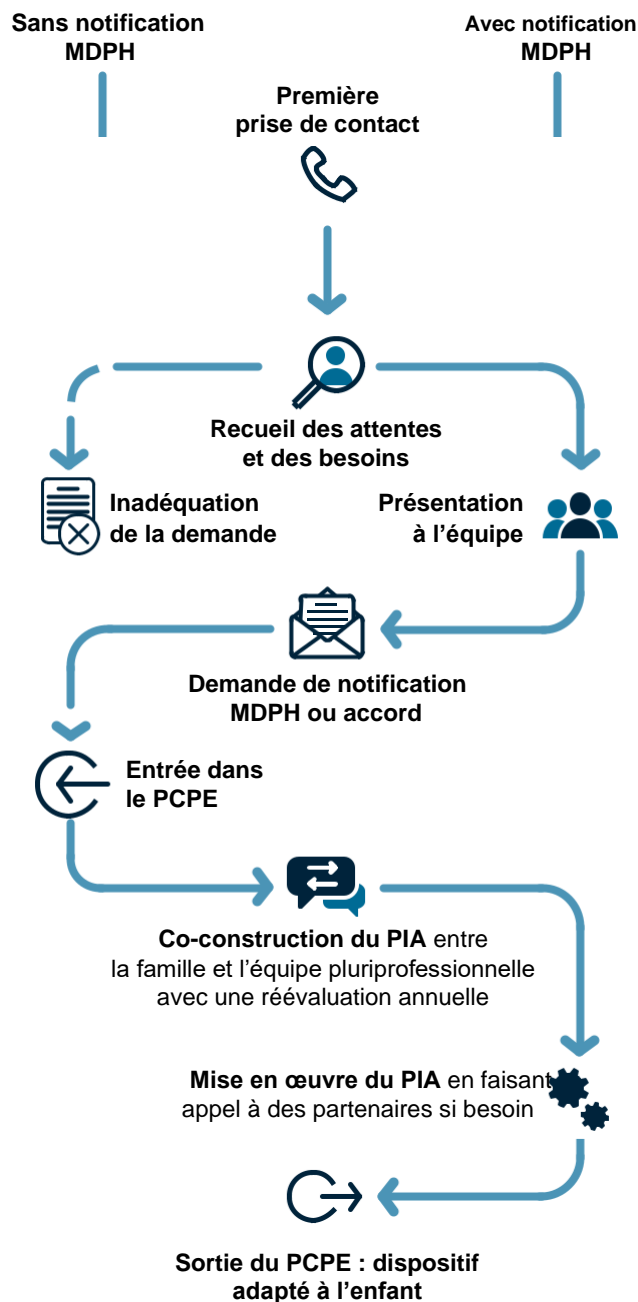 Sans notification
MDPH
Avec notification
MDPH
Première
prise de contact
Recueil des attentes
et des besoins
Inadéquation
de la demande
Présentation
à l'équipe
Demande de notification
MDPH ou accord
Entrée dans
le PCPE
Co-construction du PIA entre
la famille et l'équipe pluriprofessionnelle
avec une réévaluation annuelle
Mise en œuvre du PIA en faisant
appel à des partenaires si besoin
Sortie du PCPE : dispositif
adapté à l'enfant